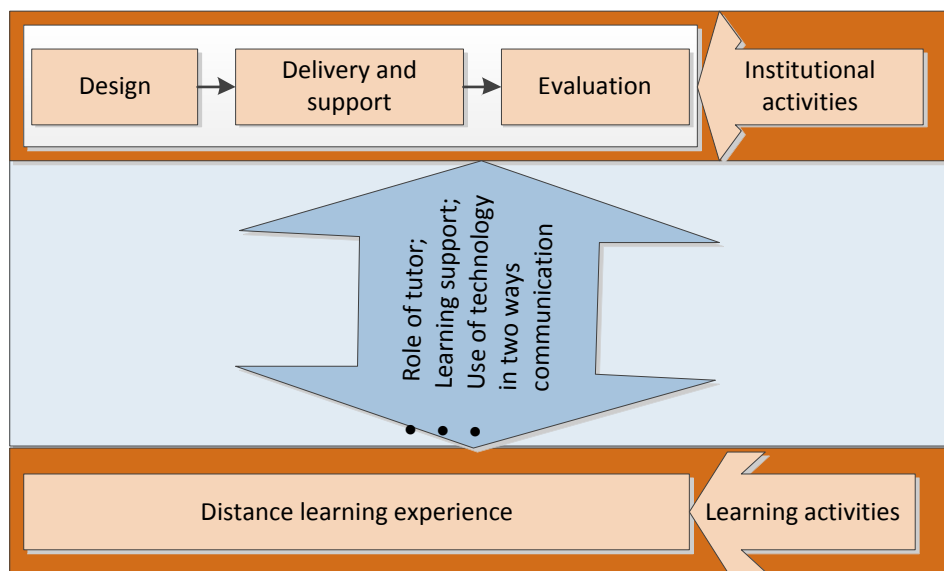 Design
Delivery and
support
Evaluation
Institutional
activities
Role of tutor;
Learning support;
Use of technology
in two ways
communication
Distance learning experience
Learning activities